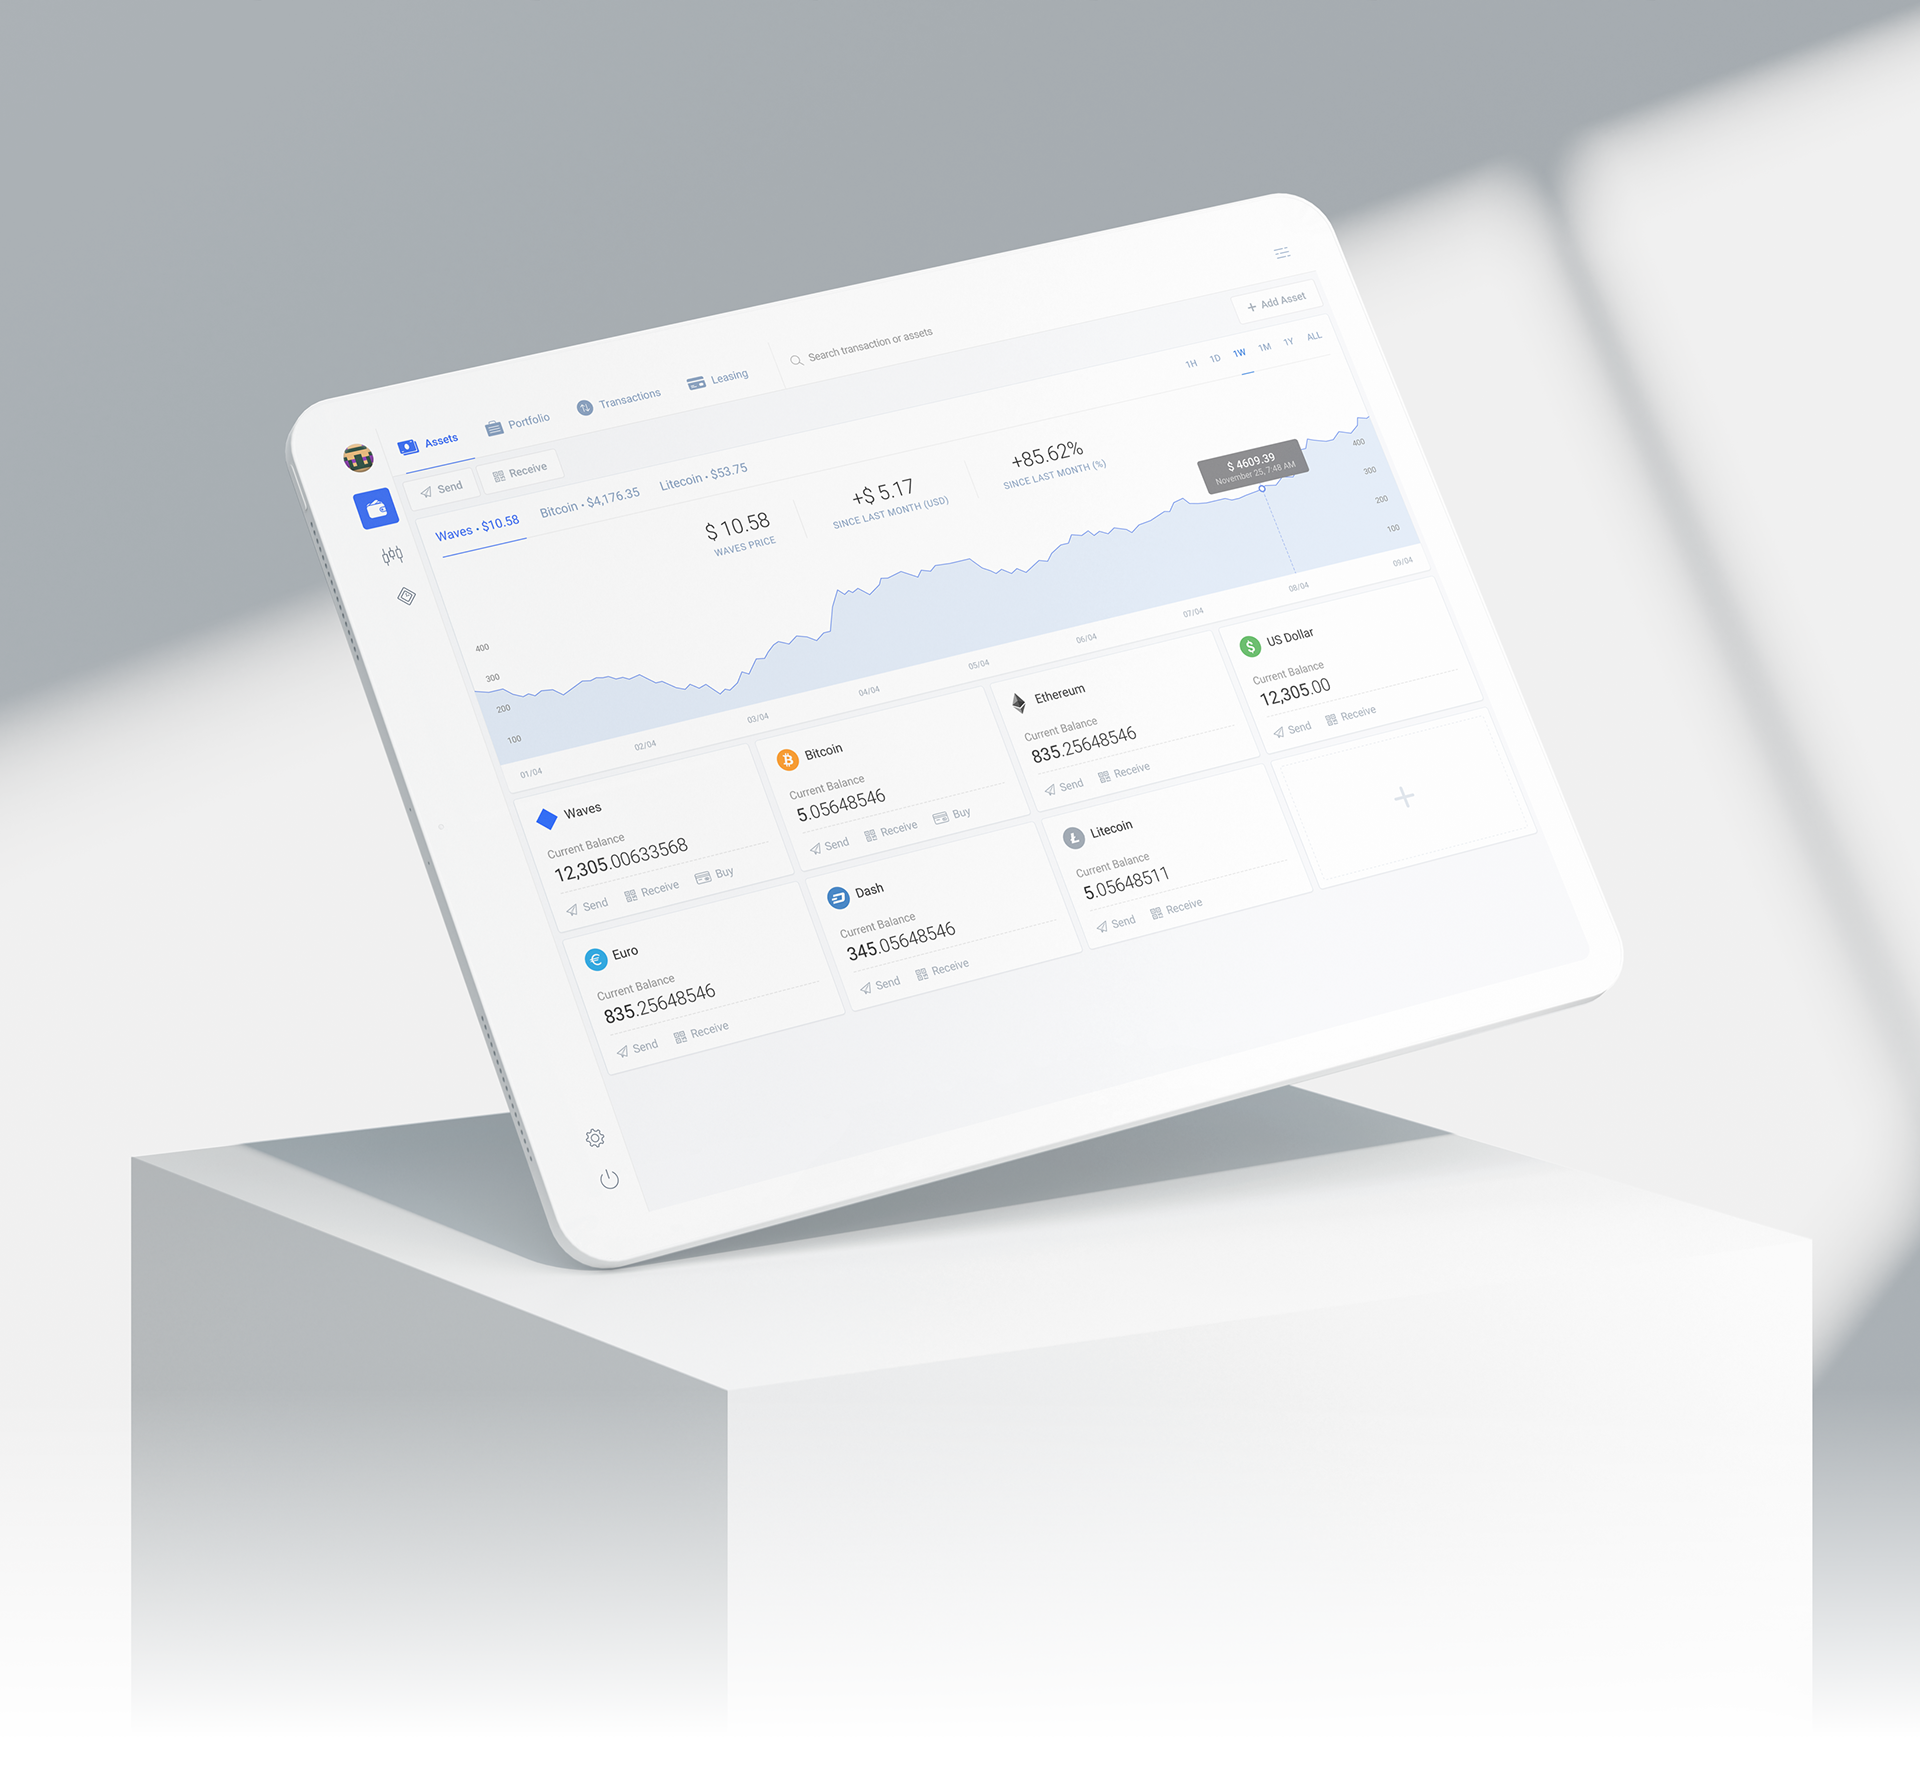 Assets
Portfolio
Transactions
Leasing
Search transaction or assets
Send
Receive
+ Add Asset
Waves • $10.58
Bitcoin • $4,176.35
Litecoin • $53.75
1H 1D 1W 1M 1Y ALL
$ 10.58
WAVES PRICE
+$ 5.17
SINCE LAST MONTH (USD)
+85.62%
SINCE LAST MONTH (%)
$ 4609.39
November 25, 7:48 AM
400
300
200
100
400
300
200
100
01/04 02/04 03/04 04/04 05/04 06/04 07/04 08/04 09/04
Waves
Current Balance
12,305.00633568
Send Receive Buy
Bitcoin
Current Balance
5.05648546
Send Receive Buy
Ethereum
Current Balance
835.25648546
Send Receive
US Dollar
Current Balance
12,305.00
Send Receive
Euro
Current Balance
835.25648546
Send Receive
Dash
Current Balance
345.05648546
Send Receive
Litecoin
Current Balance
5.05648511
Send Receive